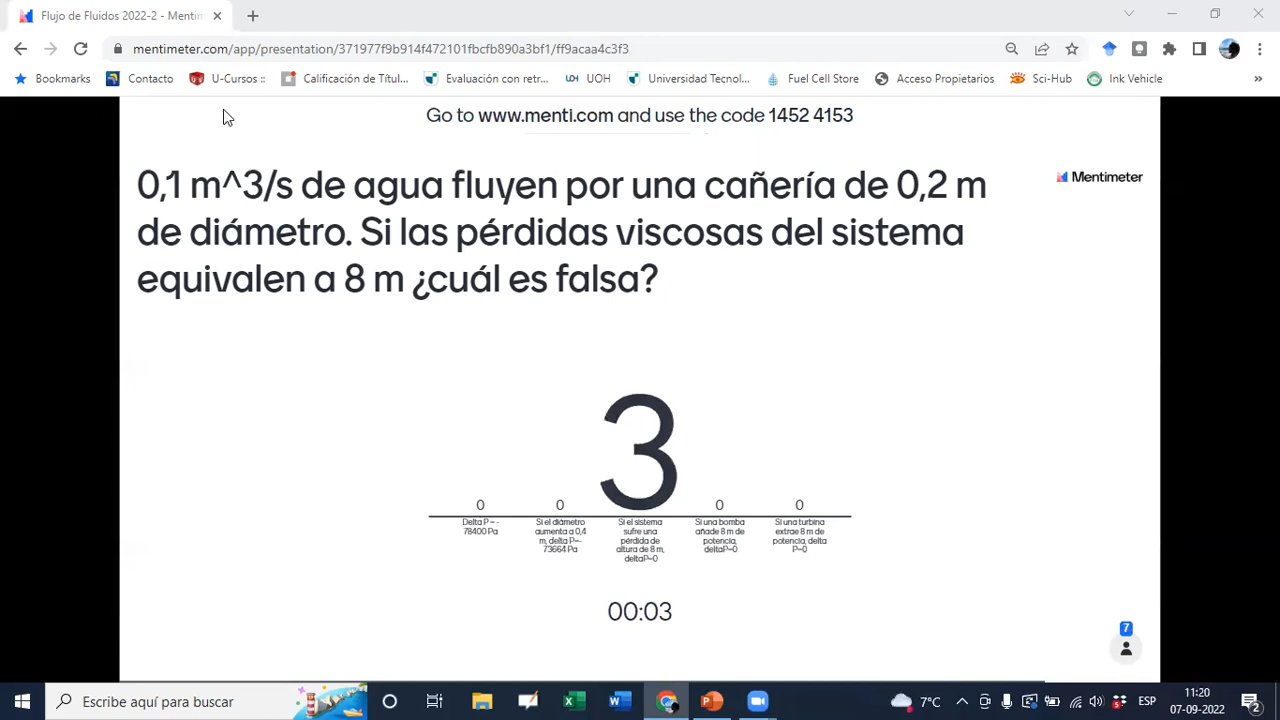 Flujo de Fluidos 2022-2 - Mentim
mentimeter.com/app/presentation/371977f9b914f472101fbcfb890a3bf1/ff9acaa4c3f3
Bookmarks Contacto U-Cursos :: Calificación de Títul... Evaluación con retr... UOH UOH Universidad Tecnol... Fuel Cell Store Acceso Propietarios Sci-Hub Ink Vehicle »
Go to www.menti.com and use the code 1452 4153
0,1 m^3/s de agua fluyen por una cañería de 0,2 m
de diámetro. Si las pérdidas viscosas del sistema
equivalen a 8 m ¿cuál es falsa?
Mentimeter
3
0 0 0 0
Delta P = -
78400 Pa
Si el diámetro
aumenta a 0,4
m, delta P=-
73664 Pa
Si el sistema
sufre una
pérdida de
altura de 8 m,
deltaP=0
Si una bomba
añade 8 m de
potencia,
deltaP=0
Si una turbina
extrae 8 m de
potencia, delta
P=0
00:03
7
Escribe aquí para buscar
7°C
ESP
11:20
07-09-2022
2